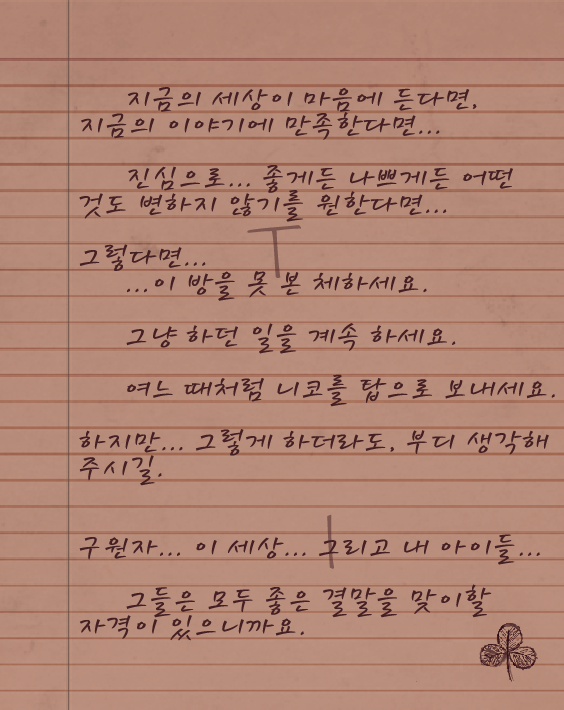 지금의 세상이 마음에 든다면,
지금의 이야기에 만족한다면...
진심으로... 좋게든 나쁘게든 어떤
것도 변하지 않기를 원한다면...
그렇다면...
...이 방을 못 본 체하세요.
그냥 하던 일을 계속 하세요.
여느 때처럼 니코를 탑으로 보내세요.
하지만... 그렇게 하더라도, 부디 생각해
주시길.
구원자... 이 세상... 그리고 내 아이들...
그들은 모두 좋은 결말을 맞이할
자격이 있으니까요.